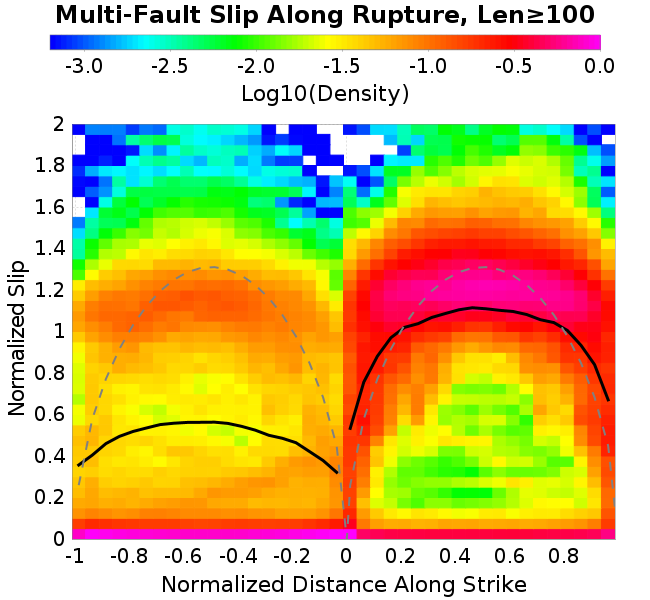 Multi-Fault Slip Along Rupture, Len≥100
-3.0 -2.5 -2.0 -1.5 -1.0 -0.5 0.0
Log10(Density)
2
1.8
1.6
1.4
1.2
1
0.8
0.6
0.4
0.2
0
Normalized Slip
-1 -0.8 -0.6 -0.4 -0.2 0 0.2 0.4 0.6 0.8
Normalized Distance Along Strike